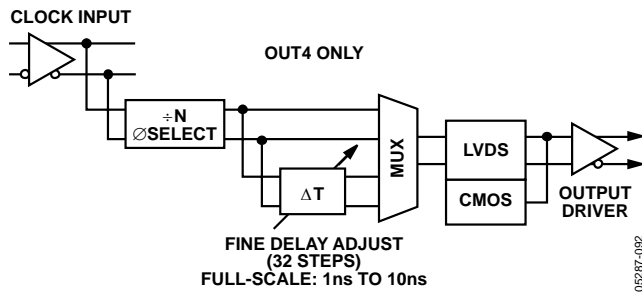 CLOCK INPUT
OUT4 ONLY
÷N
∅SELECT
MUX
LVDS
CMOS
ΔT
OUTPUT
DRIVER
FINE DELAY ADJUST
(32 STEPS)
FULL-SCALE: 1ns TO 10ns
05287-092